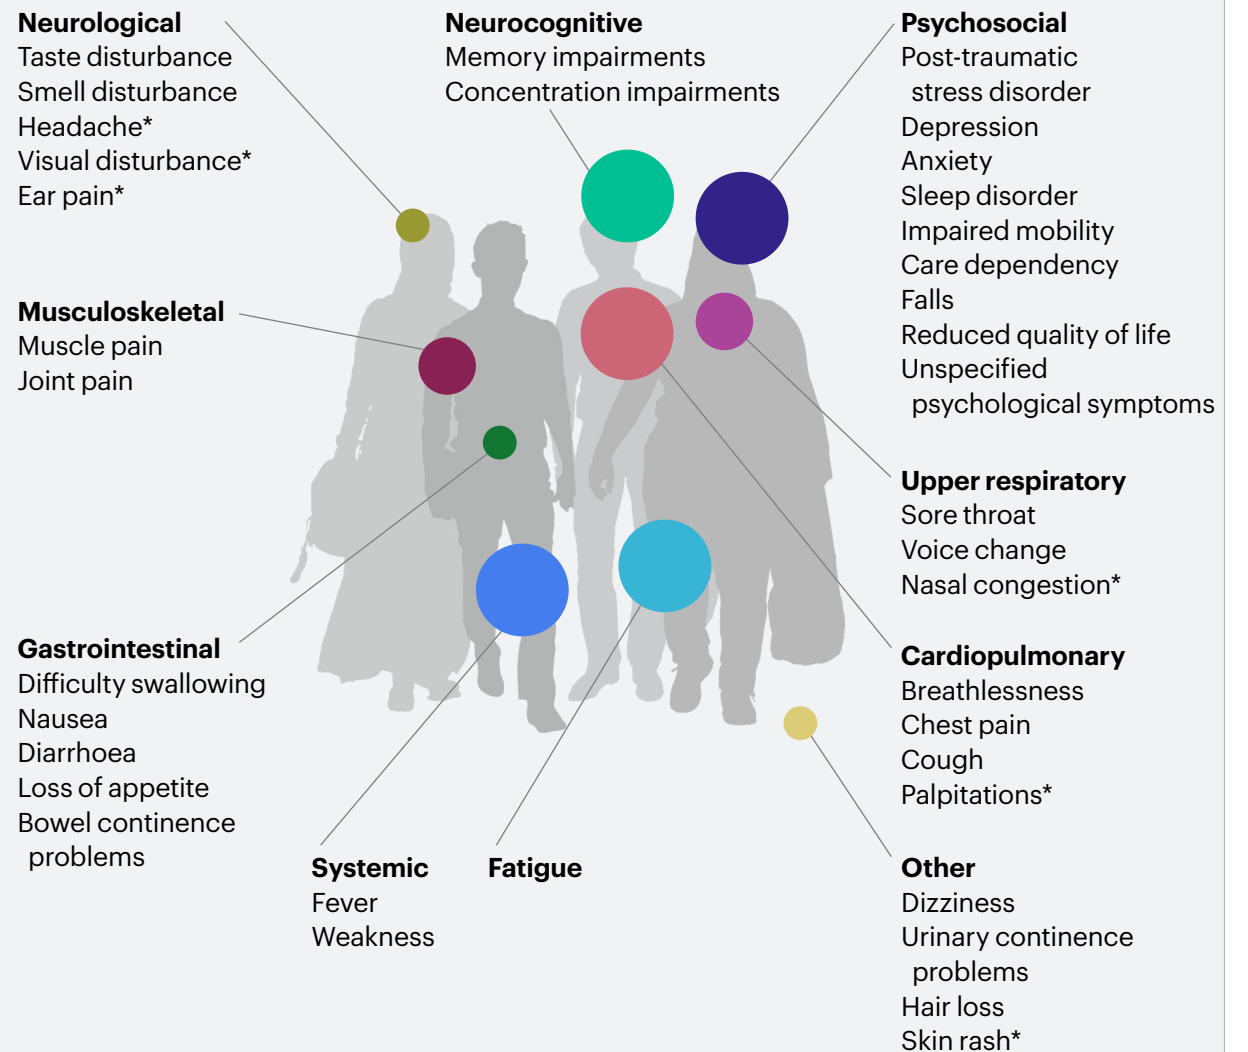 Neurological
Taste disturbance
Smell disturbance
Headache*
Visual disturbance*
Ear pain*
Neurocognitive
Memory impairments
Concentration impairments
Psychosocial
Post-traumatic
stress disorder
Depression
Anxiety
Sleep disorder
Impaired mobility
Care dependency
Falls
Reduced quality of life
Unspecified
psychological symptoms
Musculoskeletal
Muscle pain
Joint pain
Upper respiratory
Sore throat
Voice change
Nasal congestion*
Gastrointestinal
Difficulty swallowing
Nausea
Diarrhoea
Loss of appetite
Bowel continence
problems
Cardiopulmonary
Breathlessness
Chest pain
Cough
Palpitations*
Systemic
Fever
Weakness
Fatigue
Other
Dizziness
Urinary continence
problems
Hair loss
Skin rash*